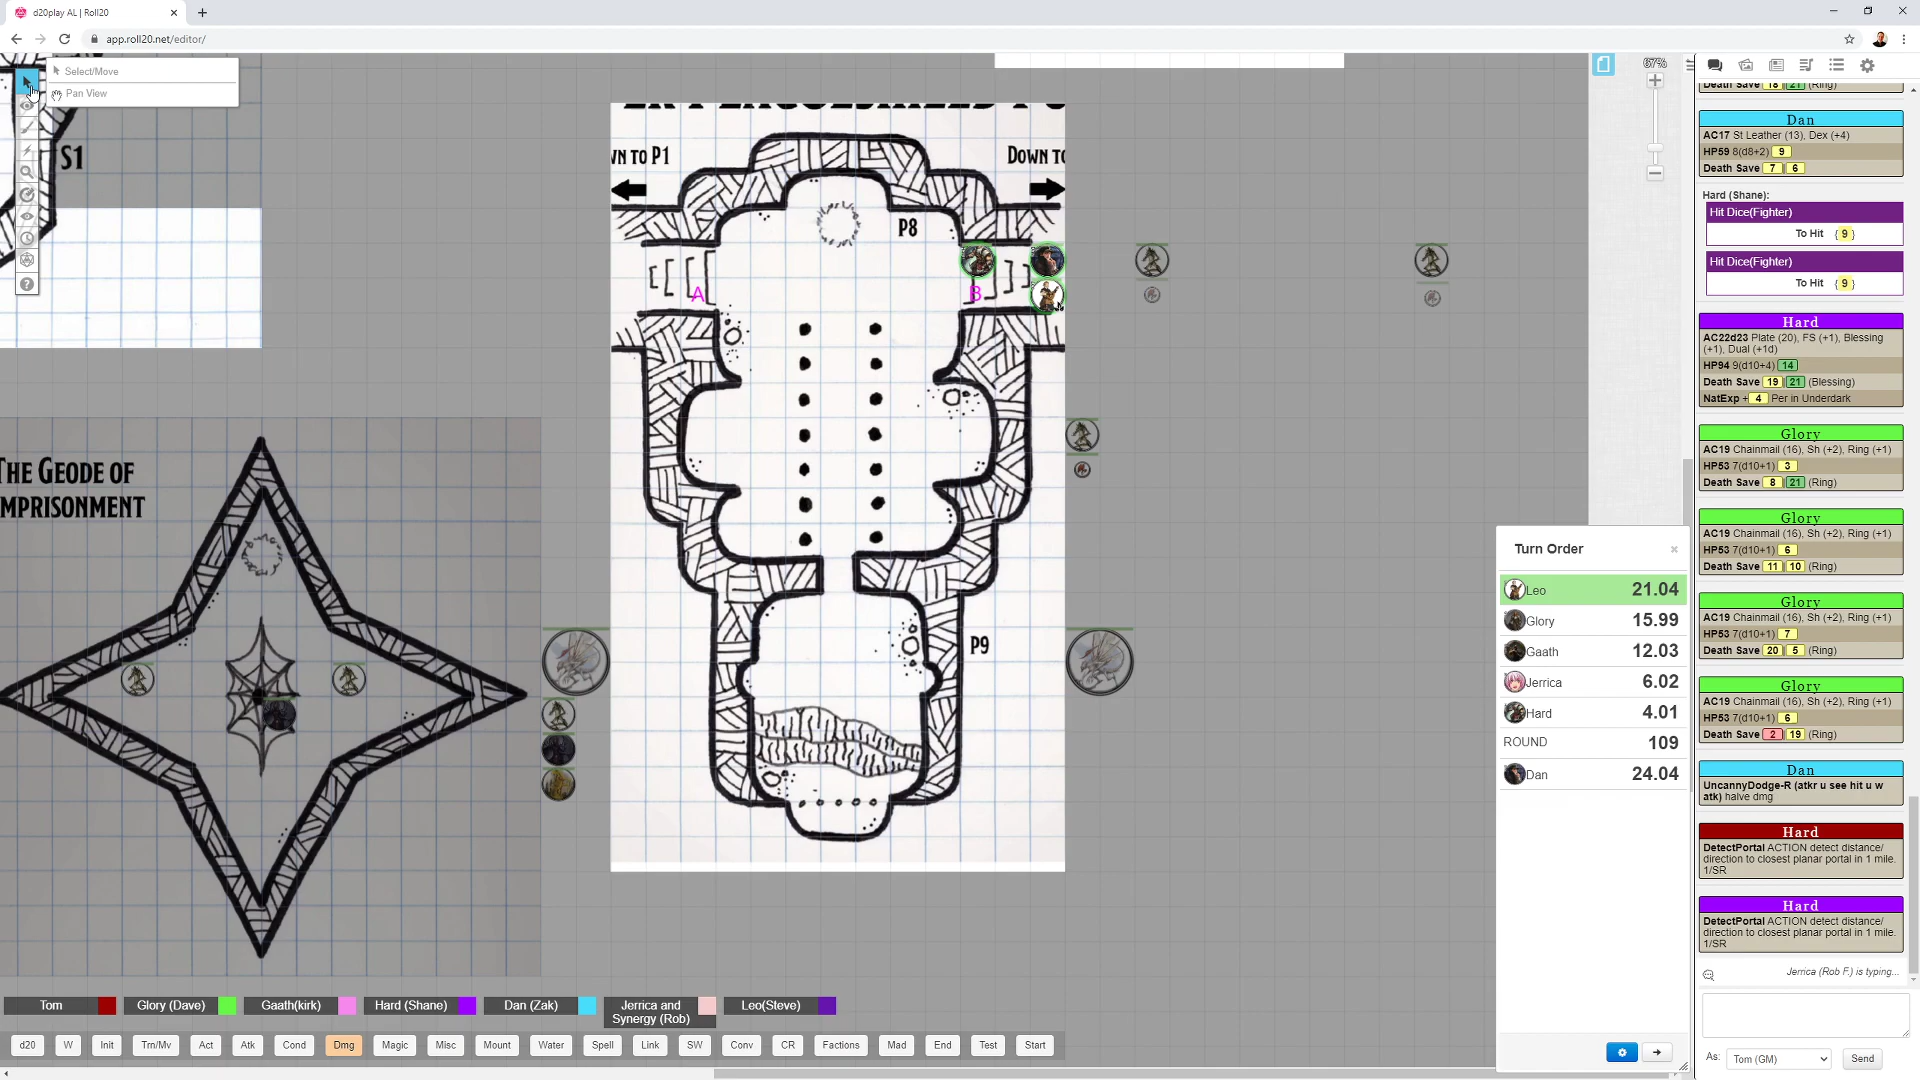 d20play AL | Roll20
app.roll20.net/editor/
Select/Move
Pan View
S1
67%
DOWN TO
P8
A
B
THE GEODE OF
P9
Turn Order
Leo 21.04
Glory 15.99
Gaath 12.03
Jerrica 6.02
Hard 4.01
ROUND 109
Dan 24.04
Death Save 18 21 (Ring)
Dan
AC17 St Leather (13), Dex (+4)
HP59 8(d8+2) 9
Death Save 7 6
Hard (Shane):
Hit Dice(Fighter)
To Hit { 9 }
Hit Dice(Fighter)
To Hit { 9 }
Hard
AC22d23 Plate (20), FS (+1), Blessing
(+1), Dual (+1d)
HP94 9(d10+4) 14
Death Save 19 21 (Blessing)
NatExp + 4 Per in Underdark
Glory
AC19 Chainmail (16), Sh (+2), Ring (+1)
HP53 7(d10+1) 3
Death Save 8 21 (Ring)
Glory
AC19 Chainmail (16), Sh (+2), Ring (+1)
HP53 7(d10+1) 6
Death Save 11 10 (Ring)
Glory
AC19 Chainmail (16), Sh (+2), Ring (+1)
HP53 7(d10+1) 7
Death Save 20 5 (Ring)
Glory
AC19 Chainmail (16), Sh (+2), Ring (+1)
HP53 7(d10+1) 6
Death Save 2 19 (Ring)
Dan
UncannyDodge-R (atkr u see hit u w
atk) halve dmg
Hard
DetectPortal ACTION detect distance/
direction to closest planar portal in 1 mile.
1/SR
Hard
DetectPortal ACTION detect distance/
direction to closest planar portal in 1 mile.
1/SR
Jerrica (Rob F.) is typing...
As: Tom (GM) Send
Tom
Glory (Dave)
Gaath(kirk)
Hard (Shane)
Dan (Zak)
Jerrica and
Synergy (Rob)
Leo(Steve)
d20 W Init Trn/Mv Act Atk Cond Dmg Magic Misc Mount Water Spell Link SW Conv CR Factions Mad End Test Start